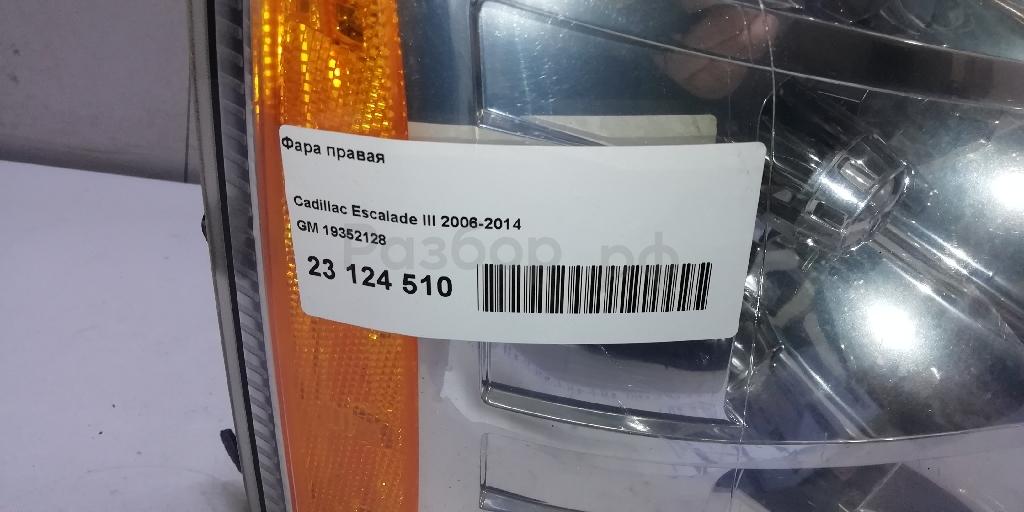 Фара правая
Cadillac Escalade III 2006-2014
GM 19352128
Разбор.рф
23 124 510